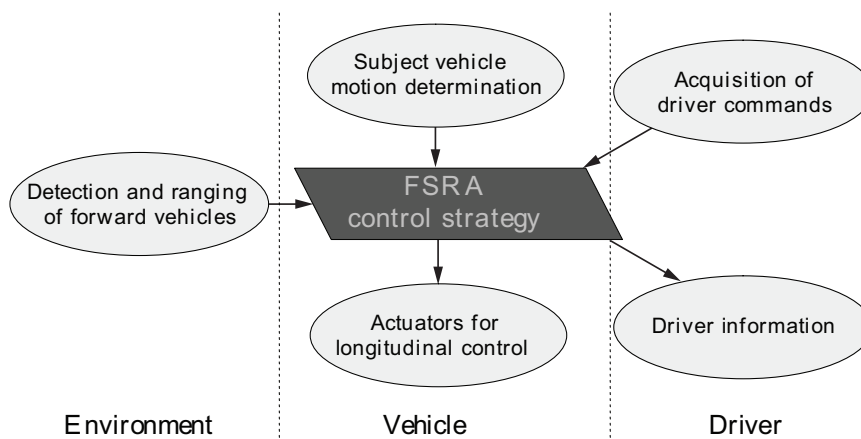 Subject vehicle
motion determination
Acquisition of
driver commands
Detection and ranging
of forward vehicles
FSRA
control strategy
Actuators for
longitudinal control
Driver information
Environment
Vehicle
Driver